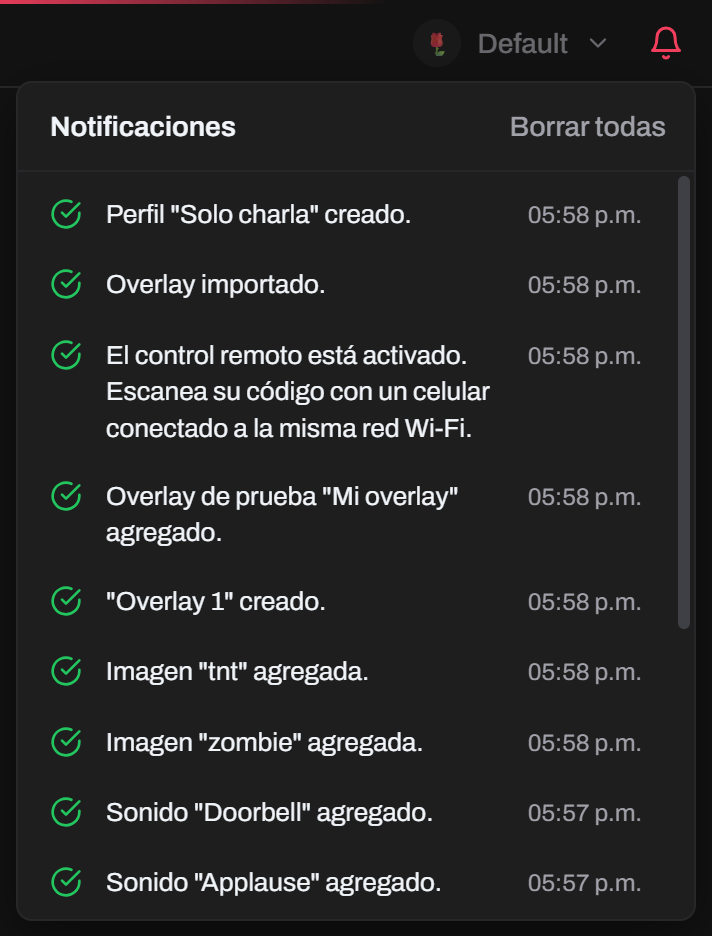 Default
Notificaciones
Borrar todas
Perfil "Solo charla" creado.
05:58 p.m.
Overlay importado.
05:58 p.m.
El control remoto está activado.
05:58 p.m.
Escanea su código con un celular
conectado a la misma red Wi-Fi.
Overlay de prueba "Mi overlay"
05:58 p.m.
agregado.
"Overlay 1" creado.
05:58 p.m.
Imagen "tnt" agregada.
05:58 p.m.
Imagen "zombie" agregada.
05:58 p.m.
Sonido "Doorbell" agregado.
05:57 p.m.
Sonido "Applause" agregado.
05:57 p.m.